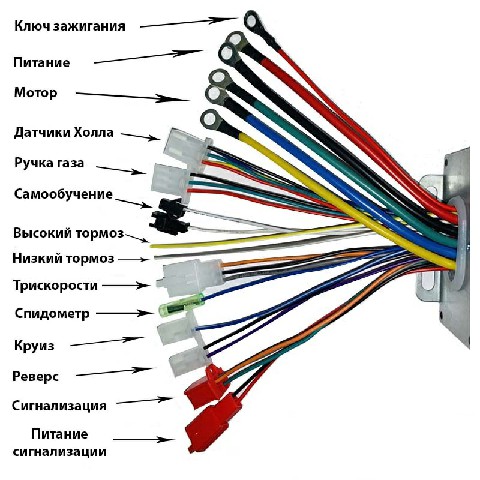 Ключ зажигания
Питание
Мотор
Датчики Холла
Ручка газа
Самообучение
Высокий тормоз
Низкий тормоз
Трискорости
Спидометр
Круиз
Реверс
Сигнализация
Питание
сигнализации